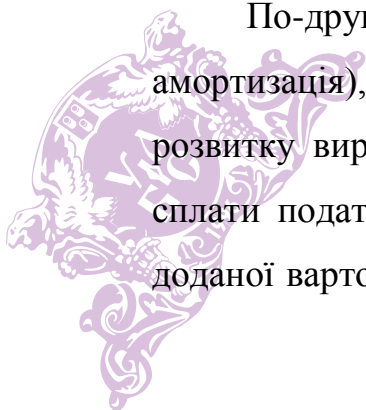 По-друг
амортизація),
розвитку вир
сплати подат
доданої варто